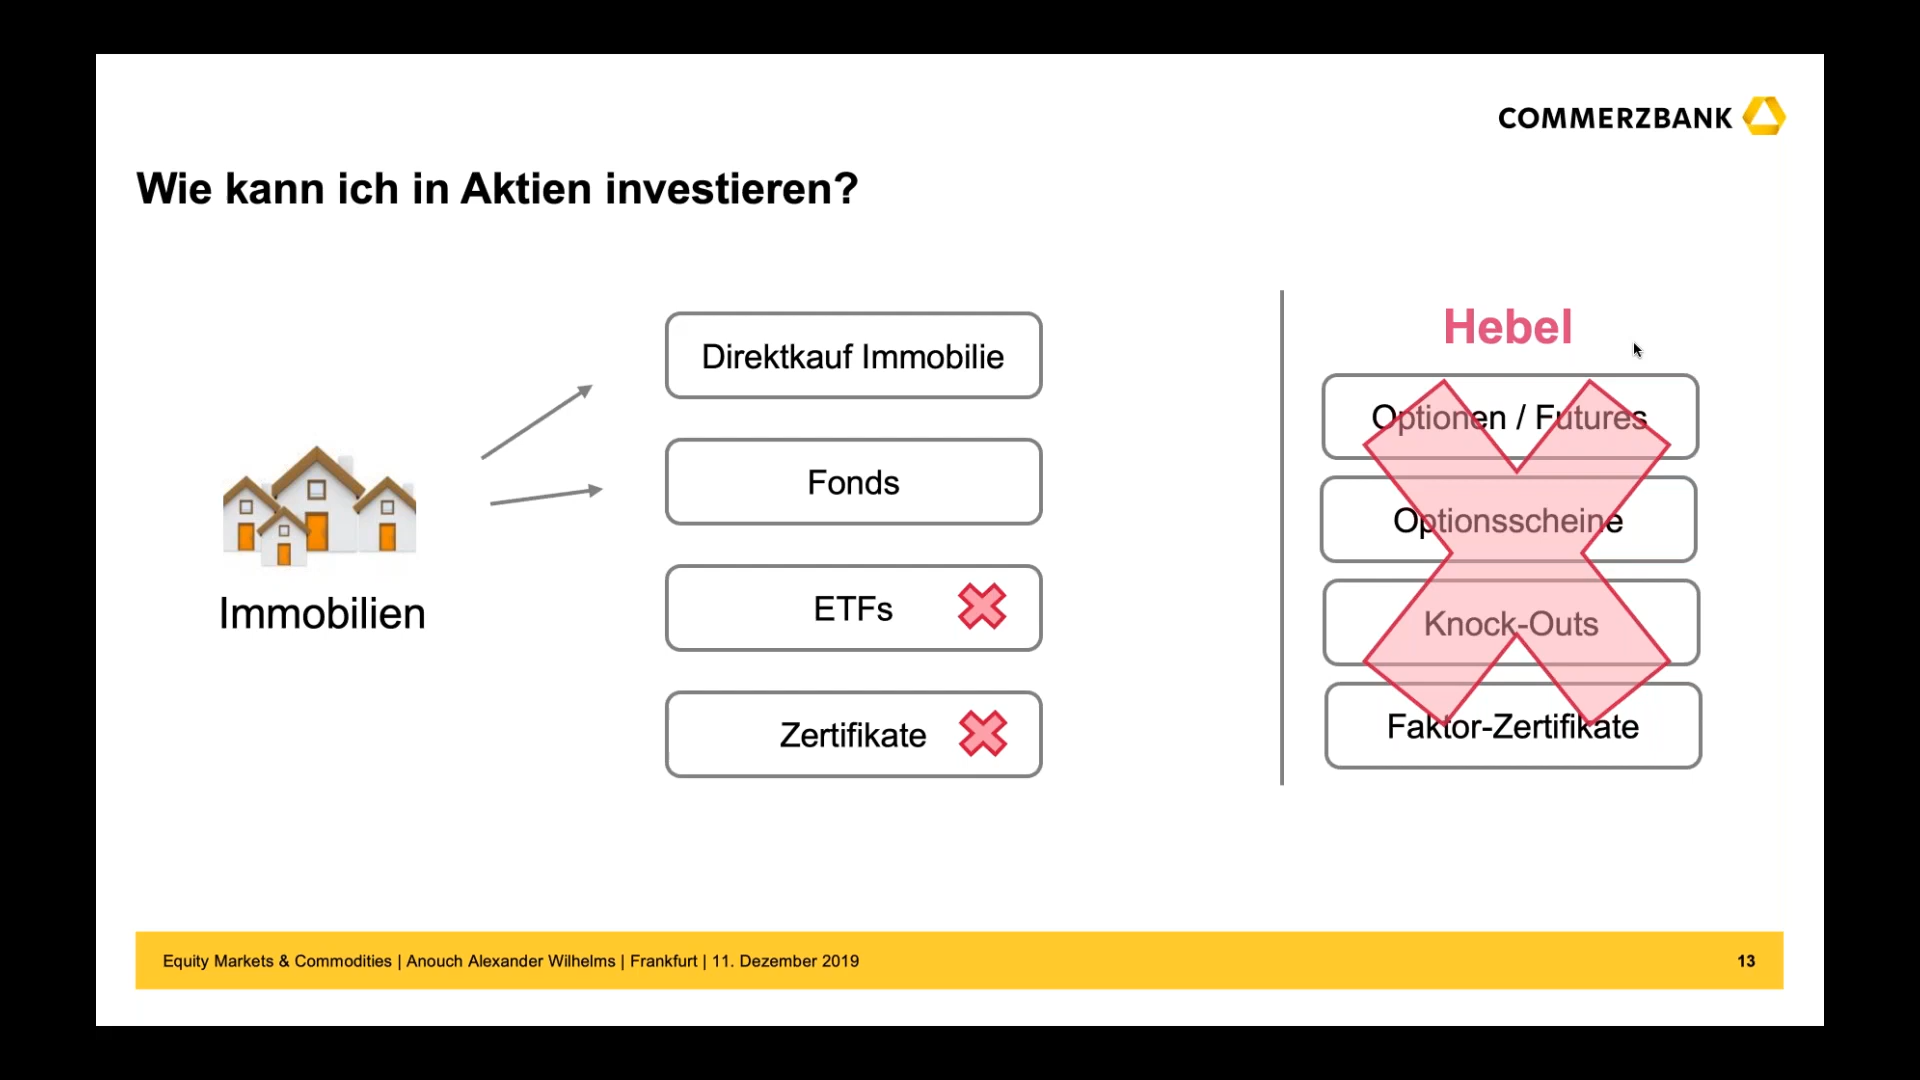 COMMERZBANK
Wie kann ich in Aktien investieren?
Immobilien
Direktkauf Immobilie
Fonds
ETFs
Zertifikate
Hebel
Optionen / Futures
Optionsscheine
Knock-Outs
Faktor-Zertifikate
Equity Markets & Commodities | Anouch Alexander Wilhelms | Frankfurt | 11. Dezember 2019
13